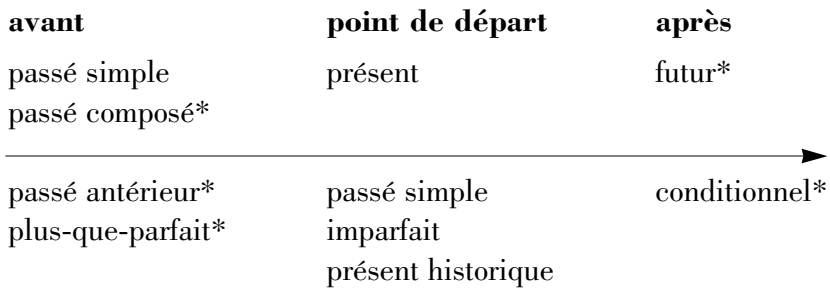 avant point de départ après
passé simple présent futur*
passé composé*
passé antérieur* passé simple conditionnel*
plus-que-parfait* imparfait
présent historique